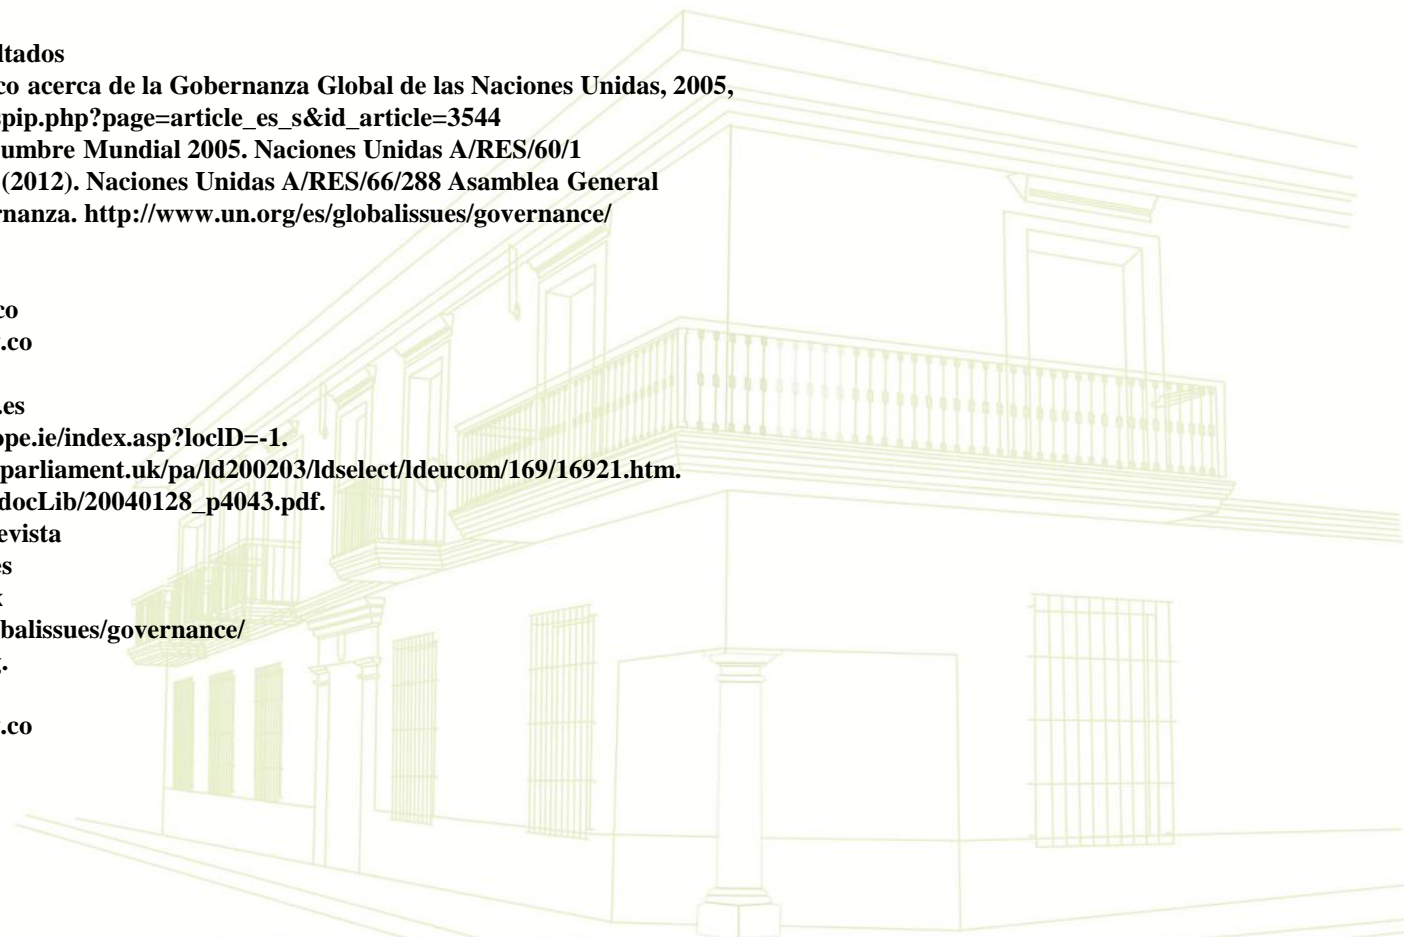 ltados
co acerca de la Gobernanza Global de las Naciones Unidas, 2005,
spip.php?page=article_es_s&id_article=3544
umbre Mundial 2005. Naciones Unidas A/RES/60/1
(2012). Naciones Unidas A/RES/66/288 Asamblea General
rnanza. http://www.un.org/es/globalissues/governance/
co
.co
.es
ope.ie/index.asp?locID=-1.
parliament.uk/pa/ld200203/ldselect/ldeucom/169/16921.htm.
docLib/20040128_p4043.pdf.
evista
es
x
balissues/governance/
.co